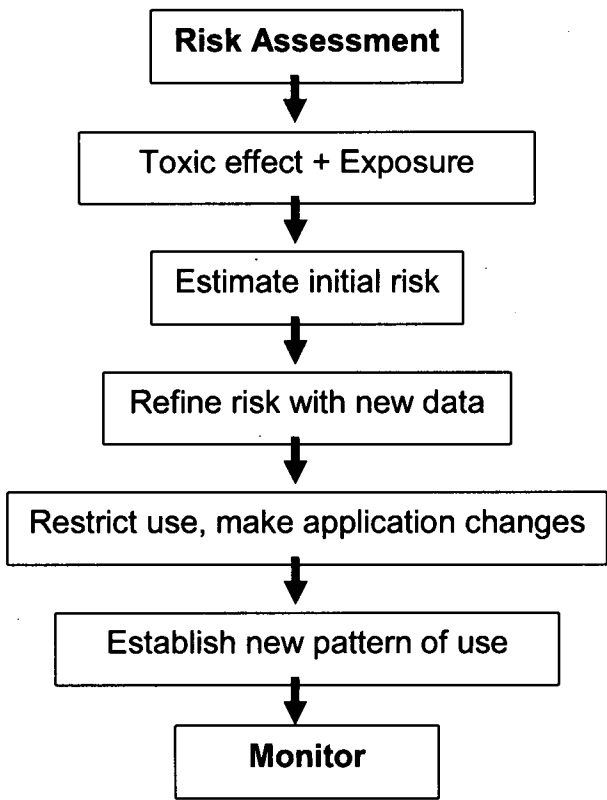 Risk Assessment
Toxic effect + Exposure
Estimate initial risk
Refine risk with new data
Restrict use, make application changes
Establish new pattern of use
Monitor